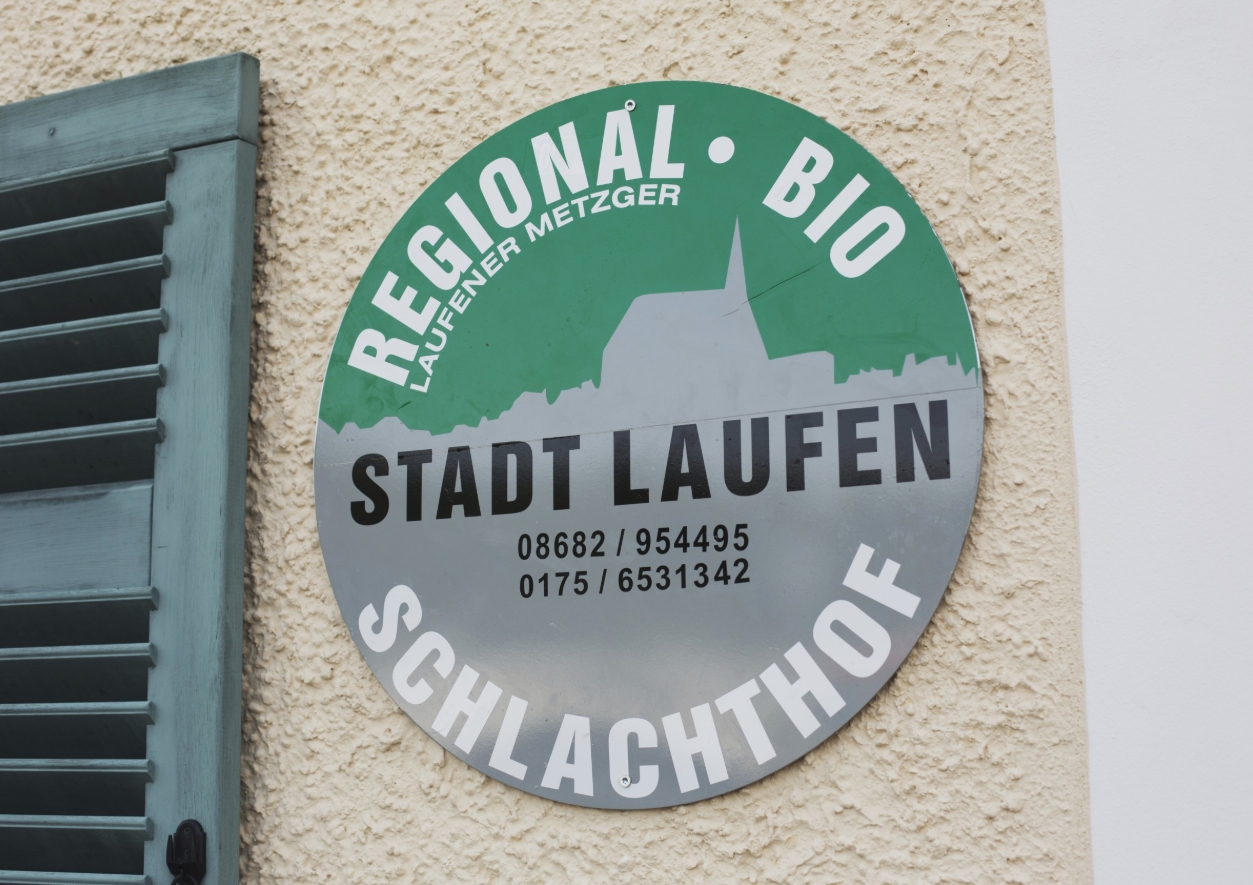 REGIONAL • BIO
LAUFENER METZGER
STADT LAUFEN
08682 / 954495
0175 / 6531342
SCHLACHTHOF